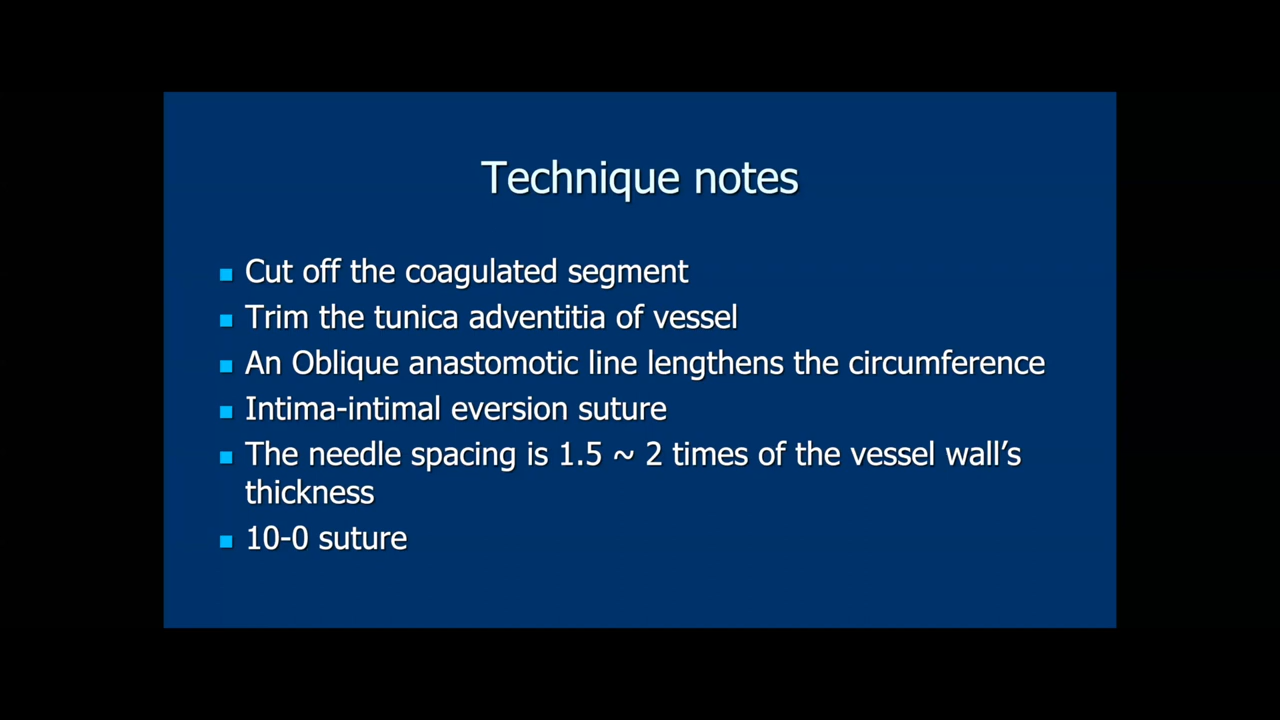 Technique notes
Cut off the coagulated segment
Trim the tunica adventitia of vessel
An Oblique anastomotic line lengthens the circumference
Intima-intimal eversion suture
The needle spacing is 1.5 ~ 2 times of the vessel wall’s
thickness
10-0 suture